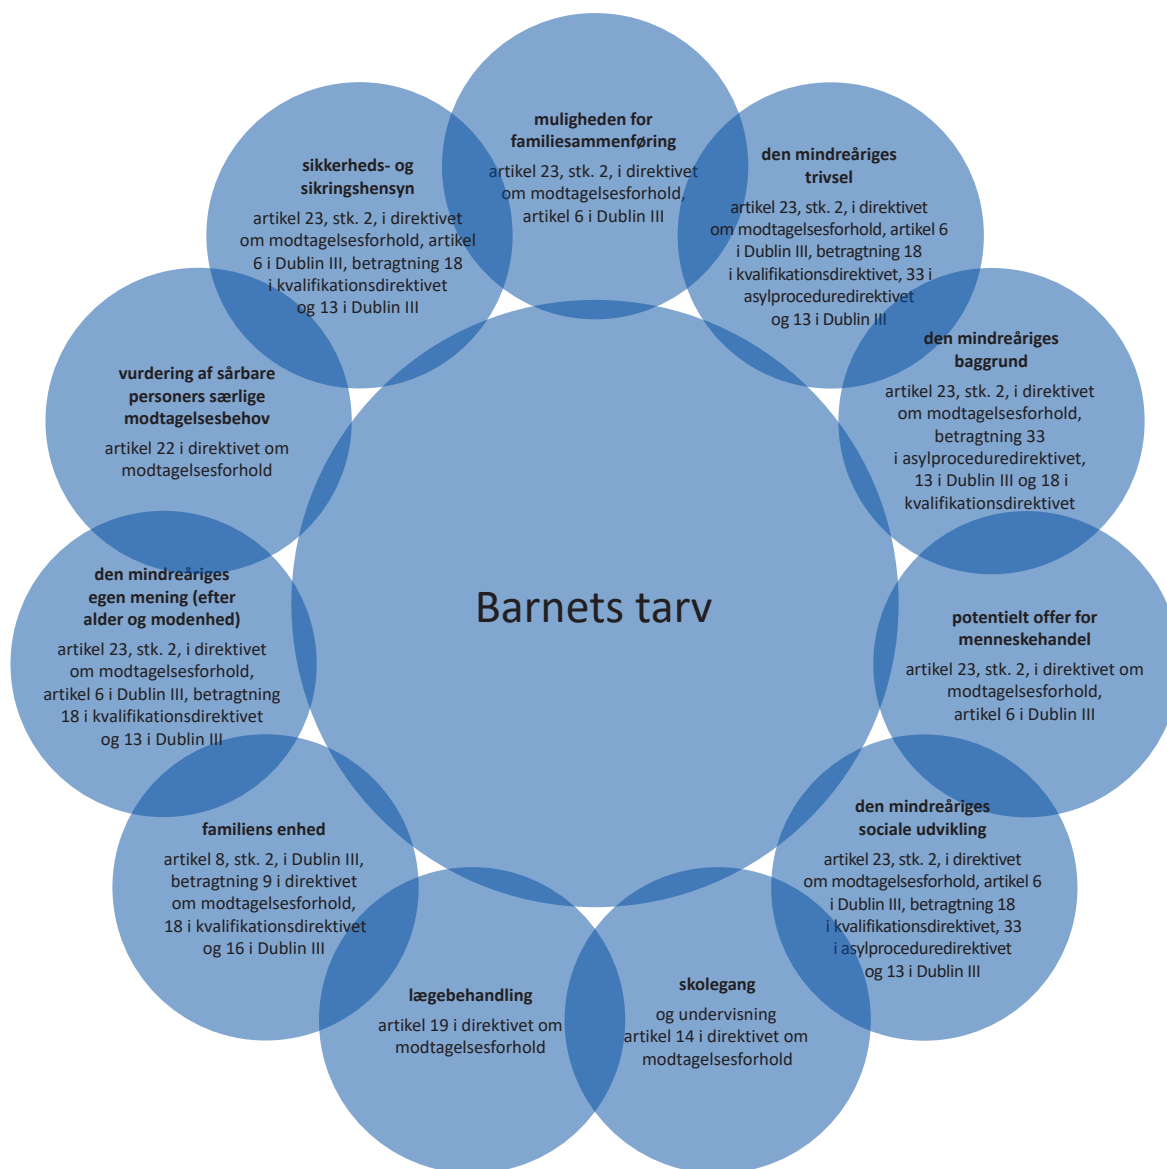 muligheden for
familiesammenføring
artikel 23, stk. 2, i direktivet
om modtagelsesforhold,
artikel 6 i Dublin III
den mindreåriges
trivsel
artikel 23, stk. 2, i direktivet
om modtagelsesforhold, artikel 6
i Dublin III, betragtning 18
i kvalifikationsdirektivet, 33 i
asylproceduredirektivet
og 13 i Dublin III
den mindreåriges
baggrund
artikel 23, stk. 2, i direktivet
om modtagelsesforhold,
betragtning 33
i asylproceduredirektivet,
13 i Dublin III og 18 i
kvalifikationsdirektivet
potentielt offer for
menneskehandel
artikel 23, stk. 2, i direktivet om
modtagelsesforhold,
artikel 6 i Dublin III
den mindreåriges
sociale udvikling
artikel 23, stk. 2, i direktivet
om modtagelsesforhold, artikel 6
i Dublin III, betragtning 18
i kvalifikationsdirektivet, 33
i asylproceduredirektivet
og 13 i Dublin III
skolegang
og undervisning
artikel 14 i direktivet om
modtagelsesforhold
lægebehandling
artikel 19 i direktivet om
modtagelsesforhold
familiens enhed
artikel 8, stk. 2, i Dublin III,
betragtning 9 i direktivet
om modtagelsesforhold,
18 i kvalifikationsdirektivet
og 16 i Dublin III
den mindreåriges
egen mening (efter
alder og modenhed)
artikel 23, stk. 2, i direktivet
om modtagelsesforhold,
artikel 6 i Dublin III, betragtning
18 i kvalifikationsdirektivet
og 13 i Dublin III
vurdering af sårbare
personers særlige
modtagelsesbehov
artikel 22 i direktivet om
modtagelsesforhold
sikkerheds- og
sikringshensyn
artikel 23, stk. 2, i direktivet
om modtagelsesforhold, artikel
6 i Dublin III, betragtning 18
i kvalifikationsdirektivet
og 13 i Dublin III
Barnets tarv